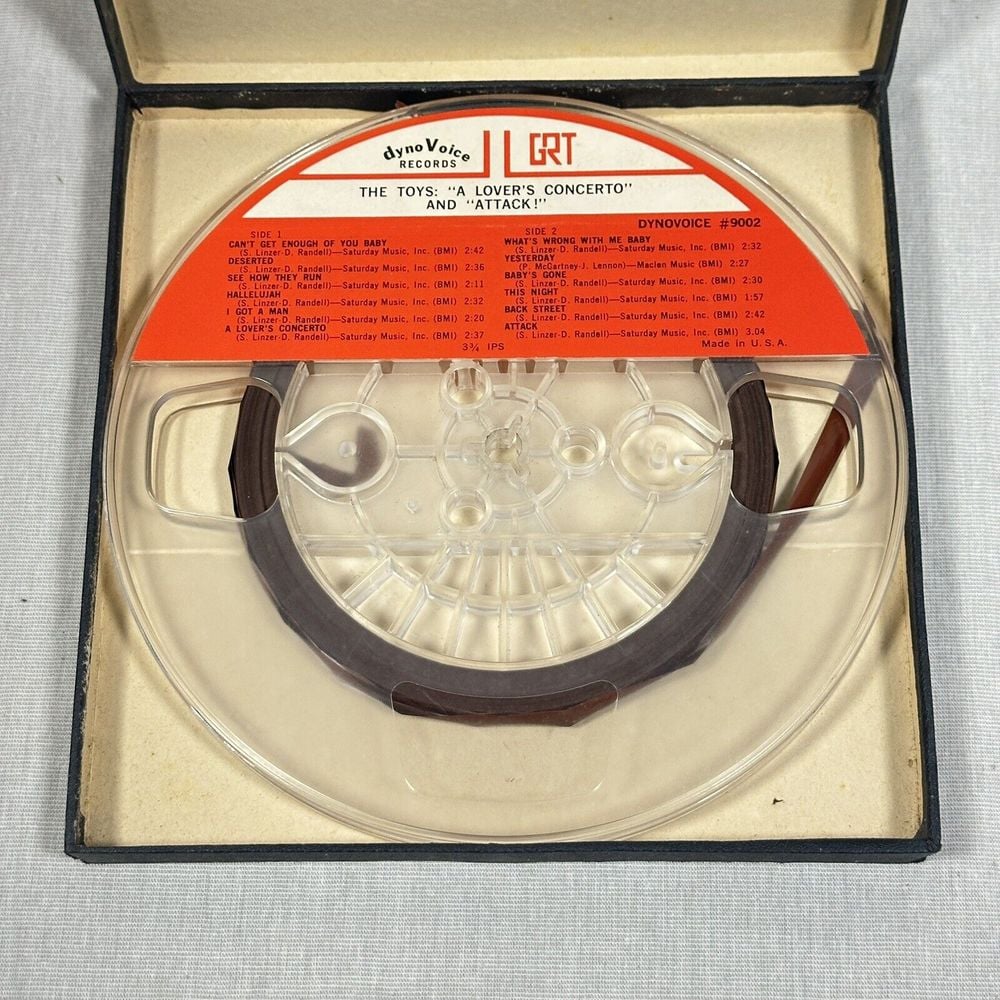 dynoVoice
RECORDS
GRT
THE TOYS: "A LOVER'S CONCERTO"
AND "ATTACK!"
DYNOVOICE #9002
SIDE 1
CAN'T GET ENOUGH OF YOU BABY
(S. Linzer-D. Randell)—Saturday Music, Inc. (BMI) 2:42
DESERTED
(S. Linzer-D. Randell)—Saturday Music, Inc. (BMI) 2:36
SEE HOW THEY RUN
(S. Linzer-D. Randell)—Saturday Music, Inc. (BMI) 2:11
HALLELUJAH
(S. Linzer-D. Randell)—Saturday Music, Inc. (BMI) 2:32
I GOT A MAN
(S. Linzer-D. Randell)—Saturday Music, Inc. (BMI) 2:20
A LOVER'S CONCERTO
(S. Linzer-D. Randell)—Saturday Music, Inc. (BMI) 2:37
SIDE 2
WHAT'S WRONG WITH ME BABY
(S. Linzer-D. Randell)—Saturday Music, Inc. (BMI) 2:32
YESTERDAY
(P. McCartney-J. Lennon)—Maclen Music (BMI) 2:27
BABY'S GONE
(S. Linzer-D. Randell)—Saturday Music, Inc. (BMI) 2:30
THIS NIGHT
(S. Linzer-D. Randell)—Saturday Music, Inc. (BMI) 1:57
BACK STREET
(S. Linzer-D. Randell)—Saturday Music, Inc. (BMI) 2:42
ATTACK
(S. Linzer-D. Randell)—Saturday Music, Inc. (BMI) 3.04
3¾ IPS
Made in U.S.A.